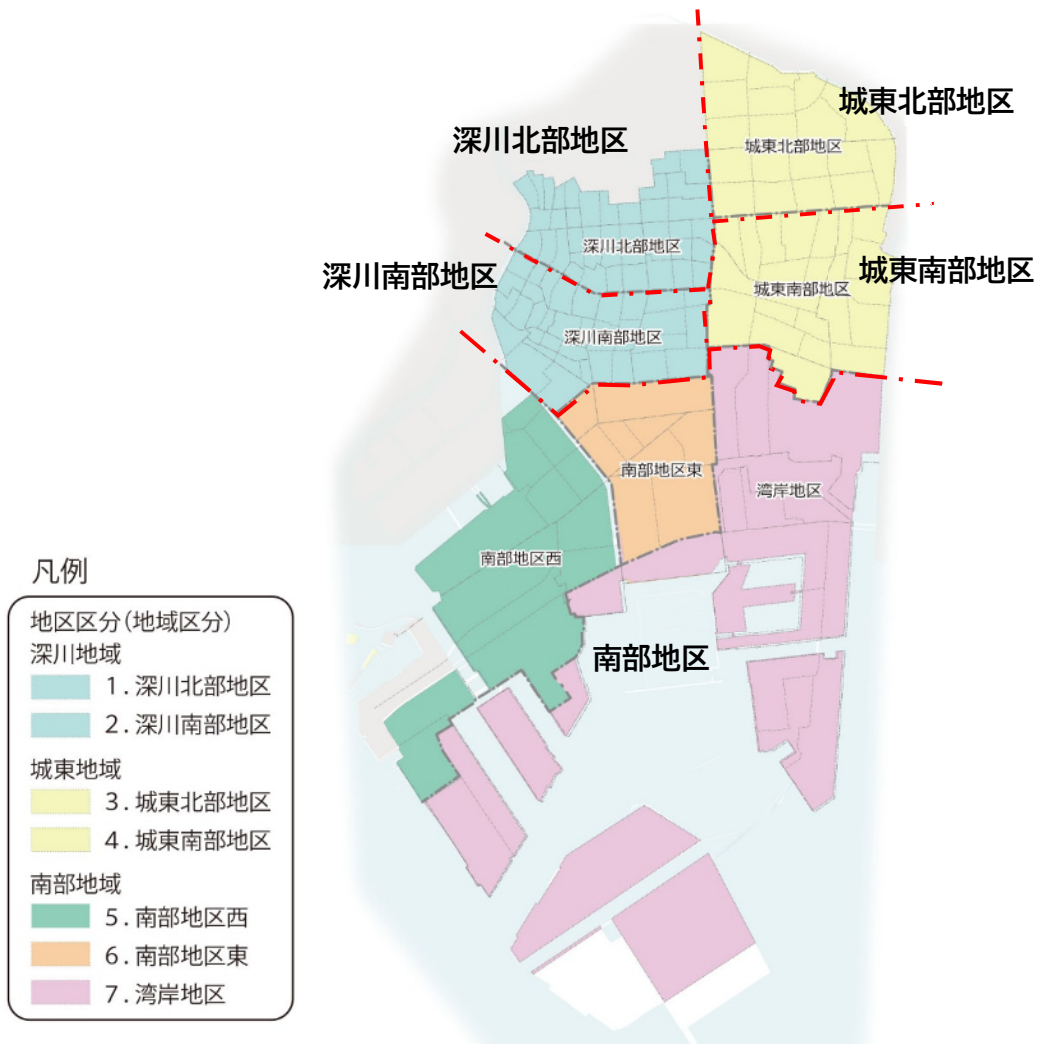 城東北部地区
深川北部地区
城東北部地区
深川北部地区
深川南部地区
城東南部地区
城東南部地区
深川南部地区
南部地区東
湾岸地区
南部地区西
南部地区
凡例
地区区分(地域区分)
深川地域
1．深川北部地区
2．深川南部地区
城東地域
3．城東北部地区
4．城東南部地区
南部地域
5．南部地区西
6．南部地区東
7．湾岸地区